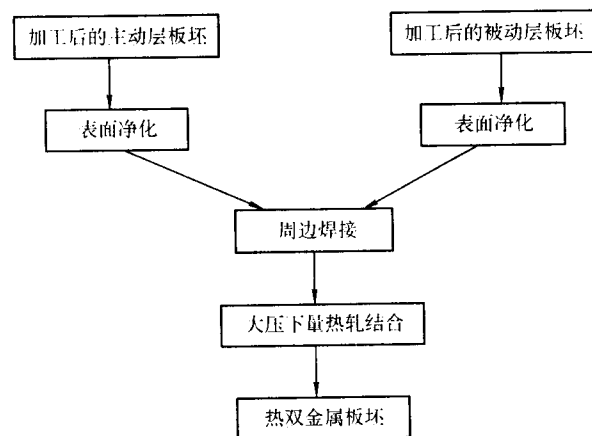 加工后的主动层板坯
加工后的被动层板坯
表面净化
表面净化
周边焊接
大压下量热轧结合
热双金属板坯